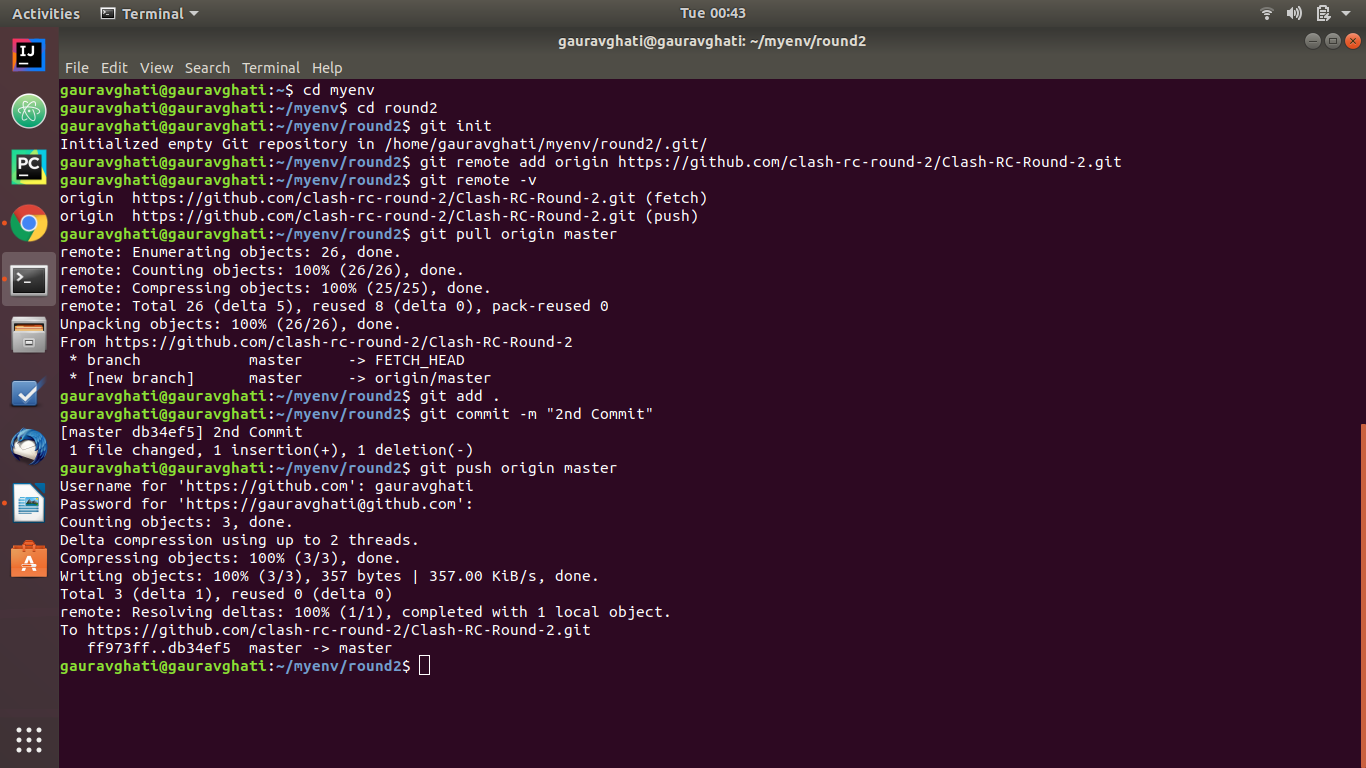 Activities Terminal Tue 00:43
gauravghati@gauravghati: ~/myenv/round2
File Edit View Search Terminal Help
gauravghati@gauravghati:~$ cd myenv
gauravghati@gauravghati:~/myenv$ cd round2
gauravghati@gauravghati:~/myenv/round2$ git init
Initialized empty Git repository in /home/gauravghati/myenv/round2/.git/
gauravghati@gauravghati:~/myenv/round2$ git remote add origin https://github.com/clash-rc-round-2/Clash-RC-Round-2.git
gauravghati@gauravghati:~/myenv/round2$ git remote -v
origin  https://github.com/clash-rc-round-2/Clash-RC-Round-2.git (fetch)
origin  https://github.com/clash-rc-round-2/Clash-RC-Round-2.git (push)
gauravghati@gauravghati:~/myenv/round2$ git pull origin master
remote: Enumerating objects: 26, done.
remote: Counting objects: 100% (26/26), done.
remote: Compressing objects: 100% (25/25), done.
remote: Total 26 (delta 5), reused 8 (delta 0), pack-reused 0
Unpacking objects: 100% (26/26), done.
From https://github.com/clash-rc-round-2/Clash-RC-Round-2
 * branch            master     -> FETCH_HEAD
 * [new branch]      master     -> origin/master
gauravghati@gauravghati:~/myenv/round2$ git add .
gauravghati@gauravghati:~/myenv/round2$ git commit -m "2nd Commit"
[master db34ef5] 2nd Commit
 1 file changed, 1 insertion(+), 1 deletion(-)
gauravghati@gauravghati:~/myenv/round2$ git push origin master
Username for 'https://github.com': gauravghati
Password for 'https://gauravghati@github.com':
Counting objects: 3, done.
Delta compression using up to 2 threads.
Compressing objects: 100% (3/3), done.
Writing objects: 100% (3/3), 357 bytes | 357.00 KiB/s, done.
Total 3 (delta 1), reused 0 (delta 0)
remote: Resolving deltas: 100% (1/1), completed with 1 local object.
To https://github.com/clash-rc-round-2/Clash-RC-Round-2.git
   ff973ff..db34ef5  master -> master
gauravghati@gauravghati:~/myenv/round2$
IJ
PC